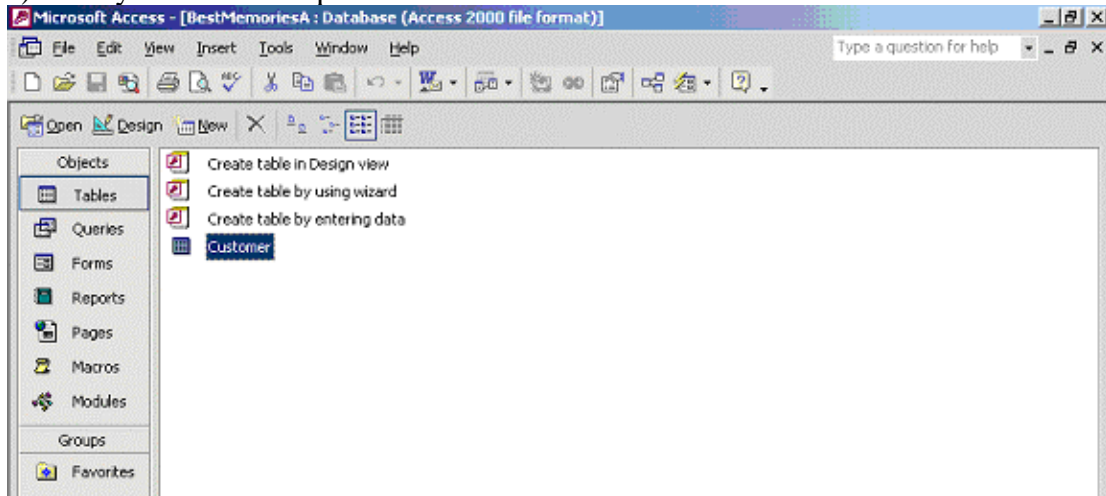 Microsoft Access - [BestMemoriesA : Database (Access 2000 file format)]
File Edit View Insert Tools Window Help Type a question for help
Open Design New
Objects
Tables
Queries
Forms
Reports
Pages
Macros
Modules
Groups
Favorites
Create table in Design view
Create table by using wizard
Create table by entering data
Customer